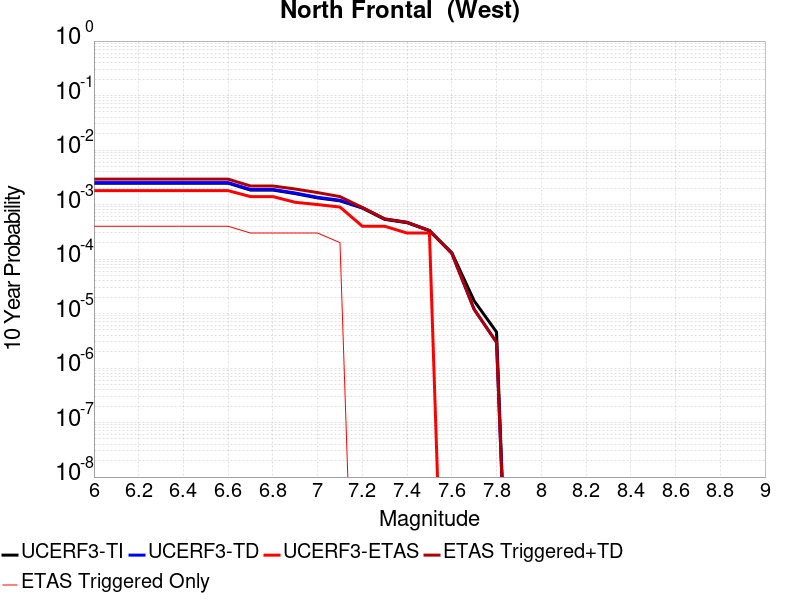 North Frontal  (West)
10 0
10 -1
10 -2
10 -3
10 -4
10 -5
10 -6
10 -7
10 -8
10 Year Probability
6 6.2 6.4 6.6 6.8 7 7.2 7.4 7.6 7.8 8 8.2 8.4 8.6 8.8 9
Magnitude
UCERF3-TI UCERF3-TD UCERF3-ETAS ETAS Triggered+TD
ETAS Triggered Only